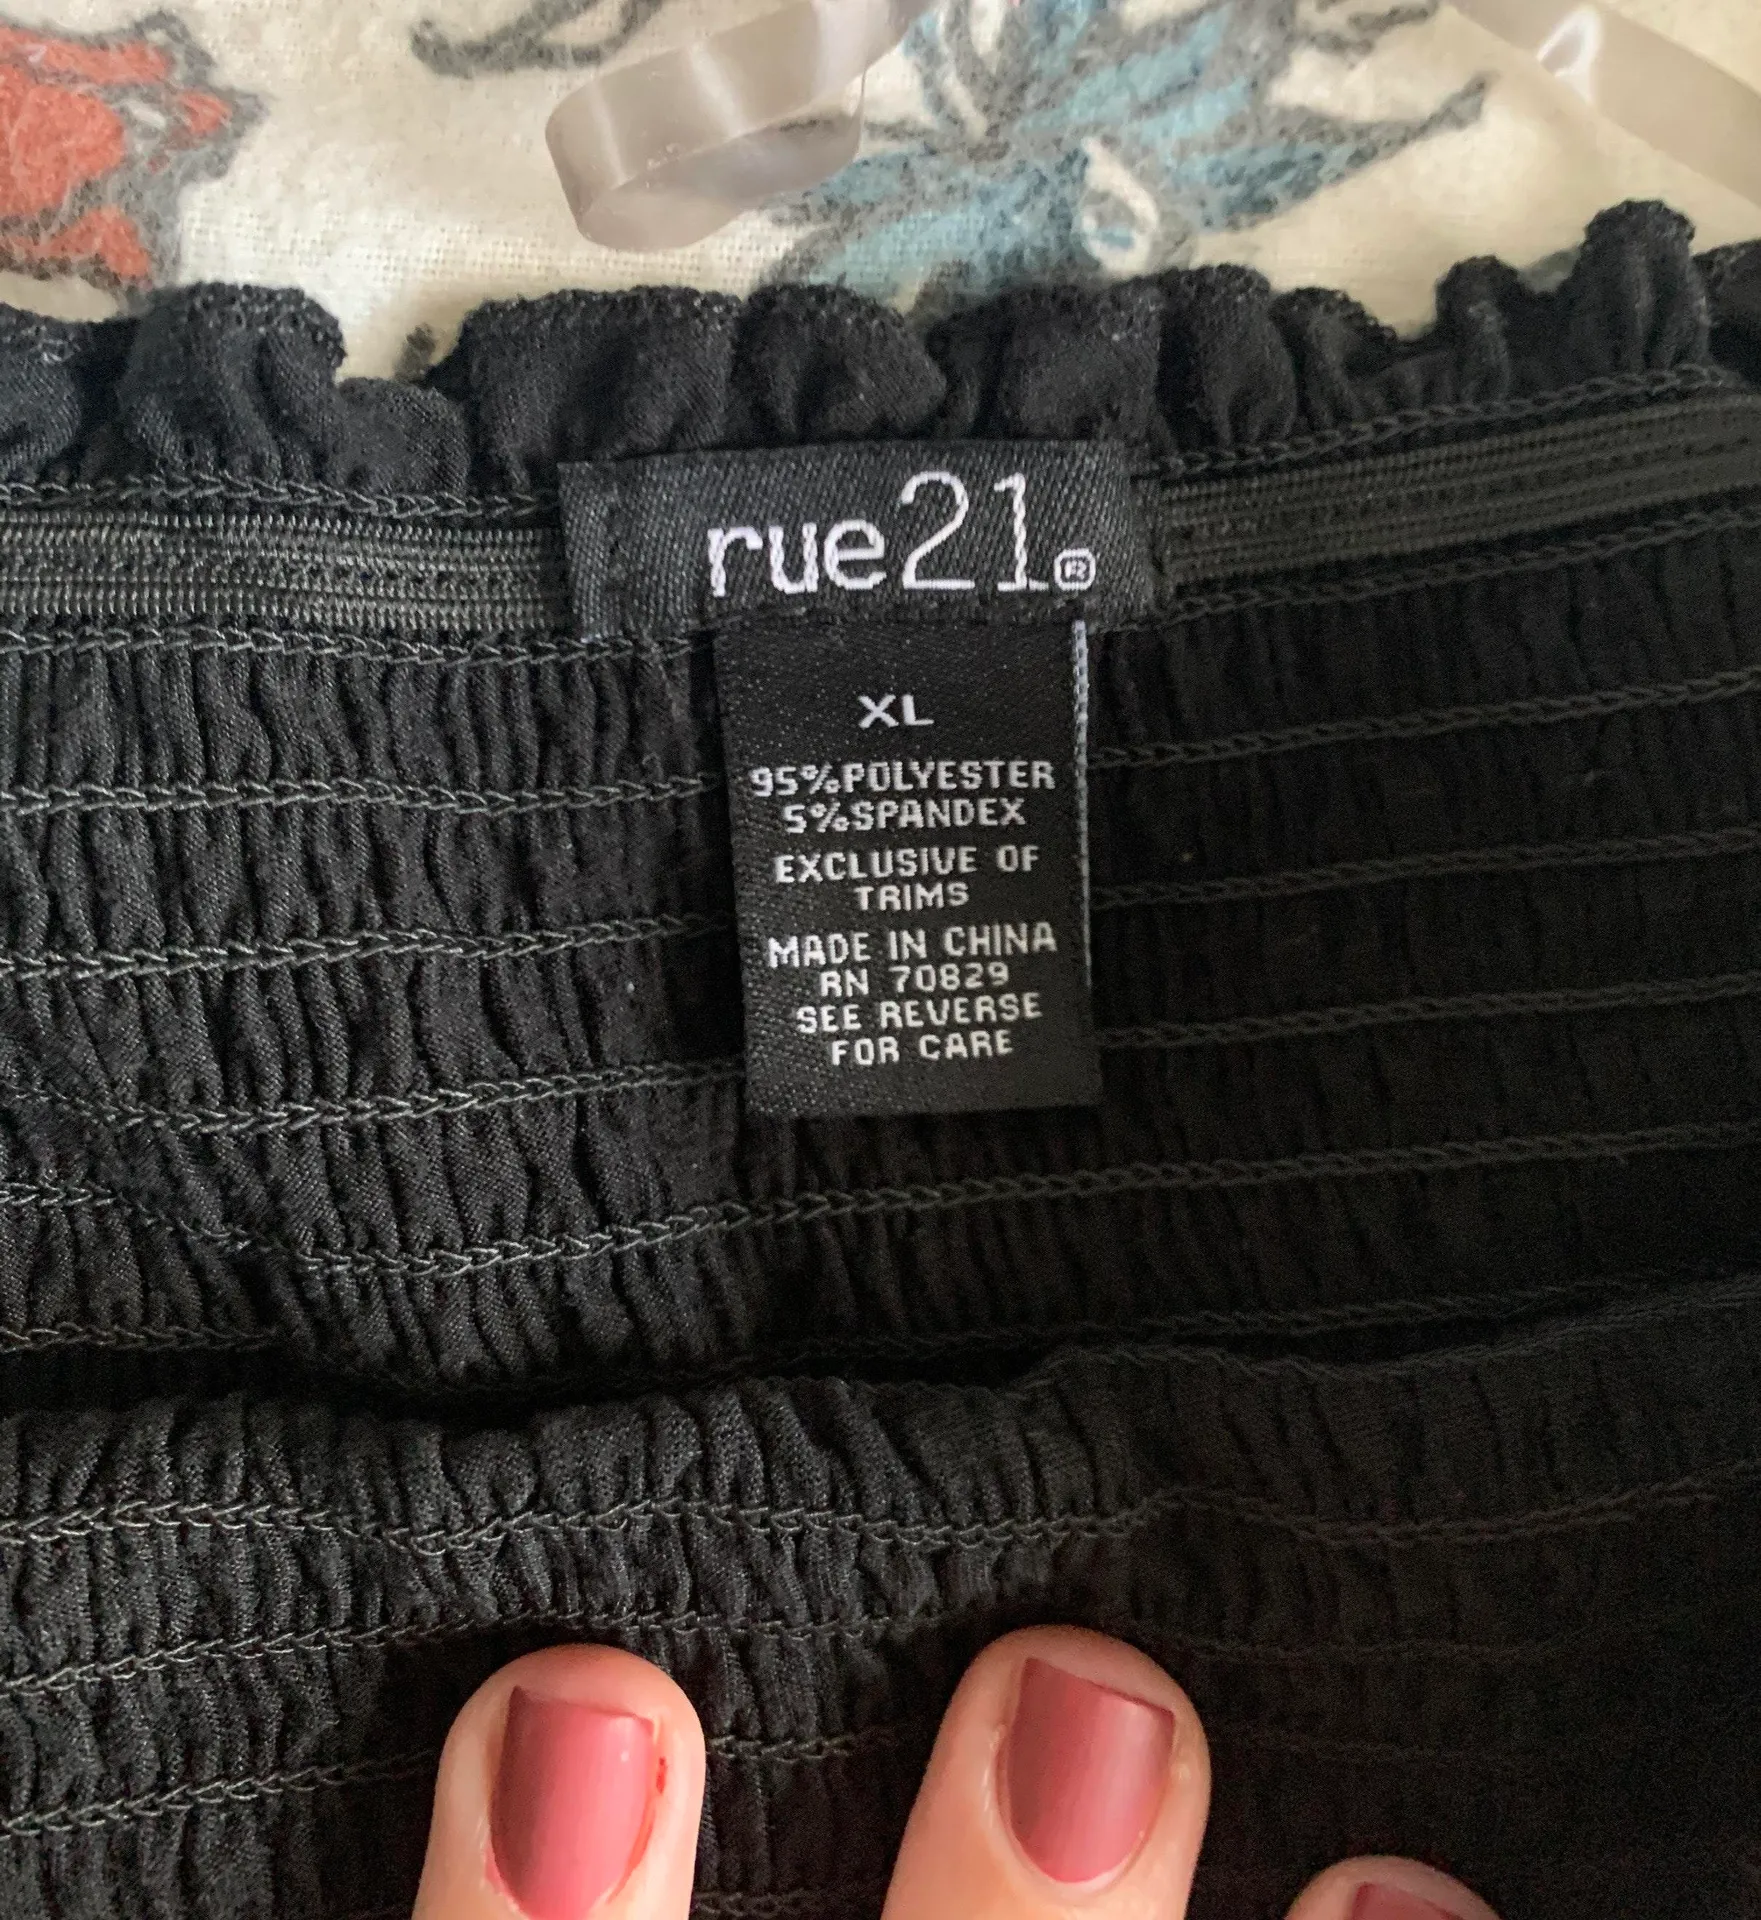 rue21®
XL
95%POLYESTER
5%SPANDEX
EXCLUSIVE OF
TRIMS
MADE IN CHINA
RN 70829
SEE REVERSE
FOR CARE